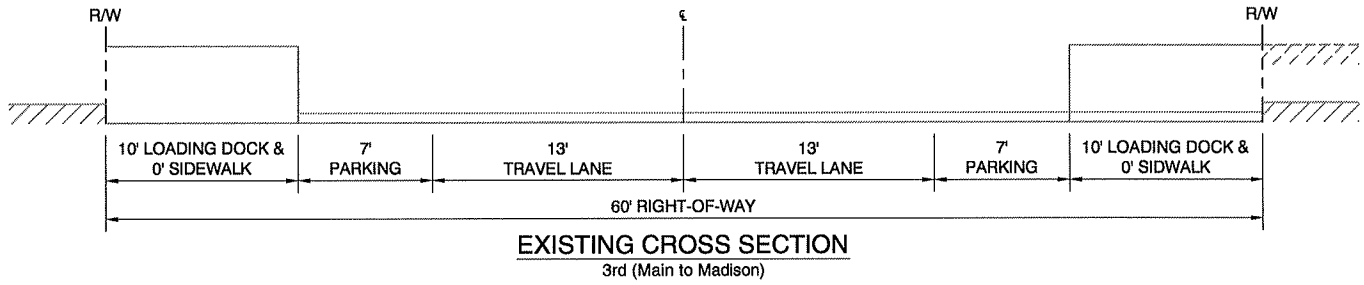 R/W
℄
R/W
10' LOADING DOCK &
0' SIDEWALK
7'
PARKING
13'
TRAVEL LANE
13'
TRAVEL LANE
7'
PARKING
10' LOADING DOCK &
0' SIDWALK
60' RIGHT-OF-WAY
EXISTING CROSS SECTION
3rd (Main to Madison)